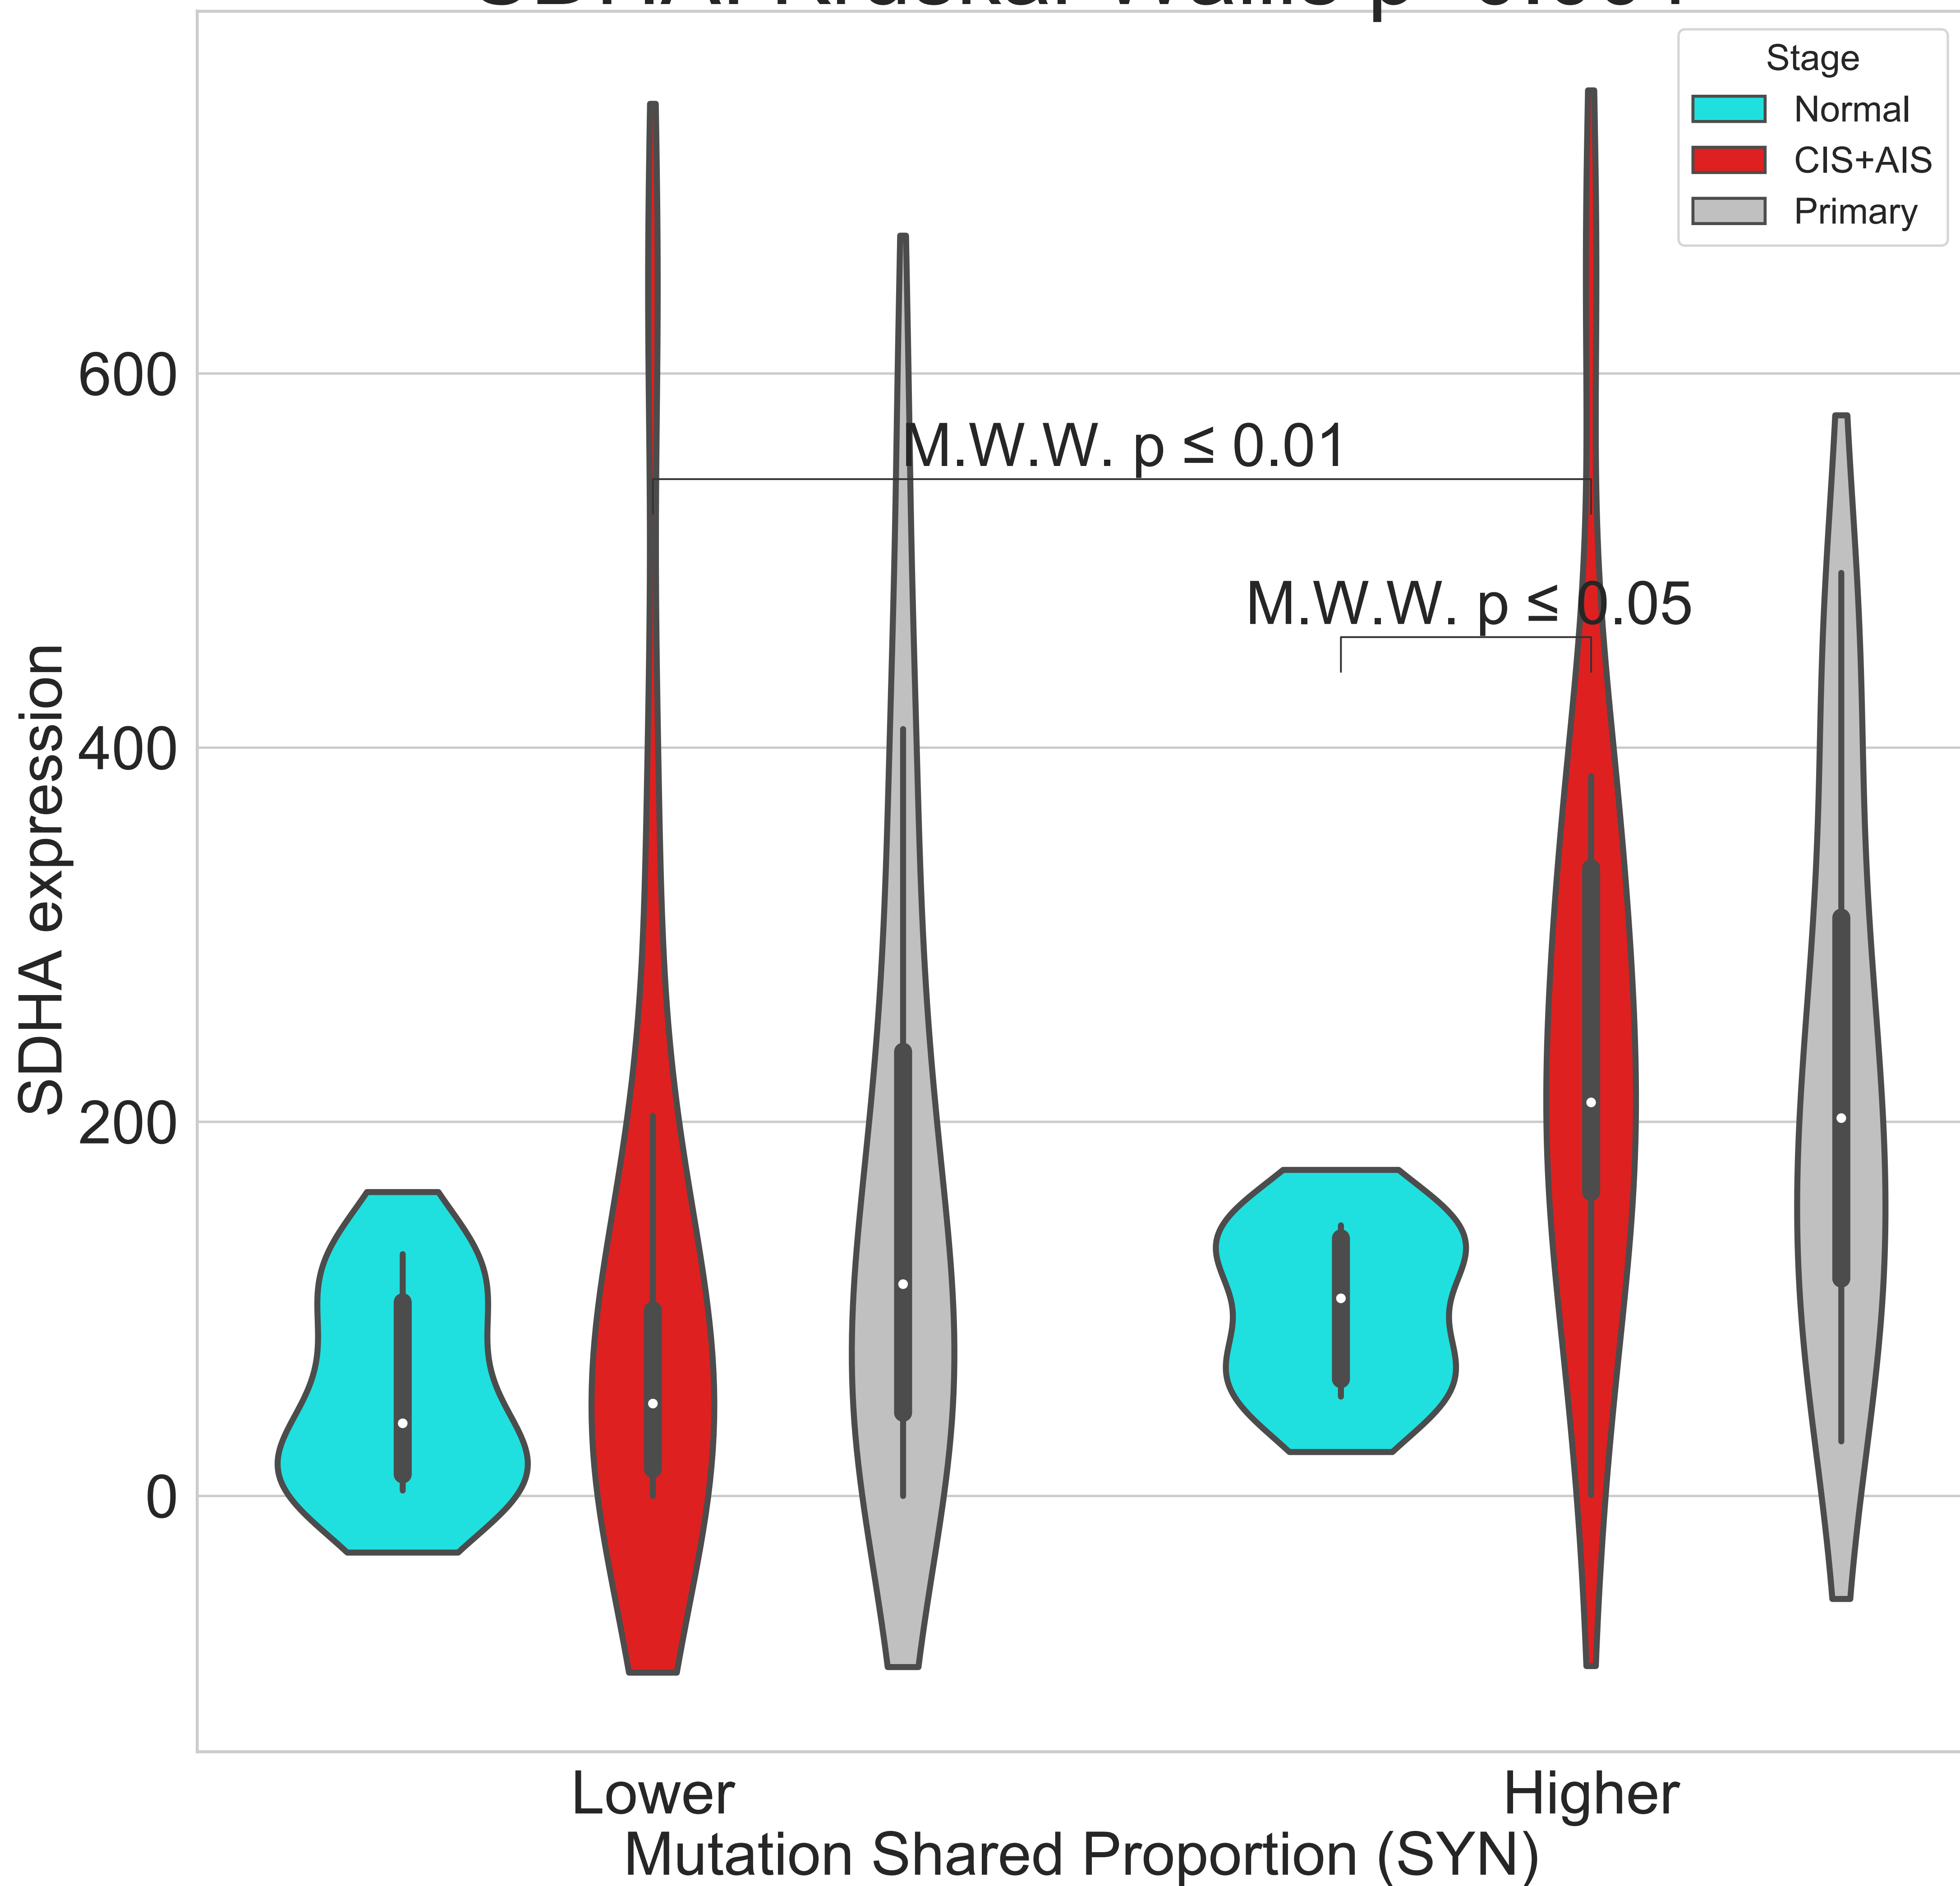 Stage
Normal
CIS+AIS
Primary
600
400
200
0
SDHA expression
M.W.W. p ≤ 0.01
M.W.W. p ≤ 0.05
Lower
Higher
Mutation Shared Proportion (SYN)